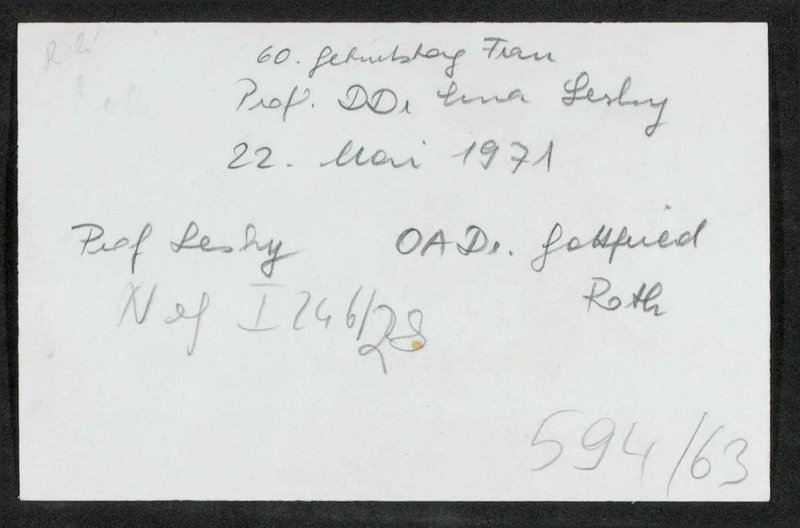 60. Geburtstag Frau
Prof. DDr Erna Lesky
22. Mai 1971
Prof Lesky OA Dr. Gottfried
Roth
Neg I 246/28
594/63